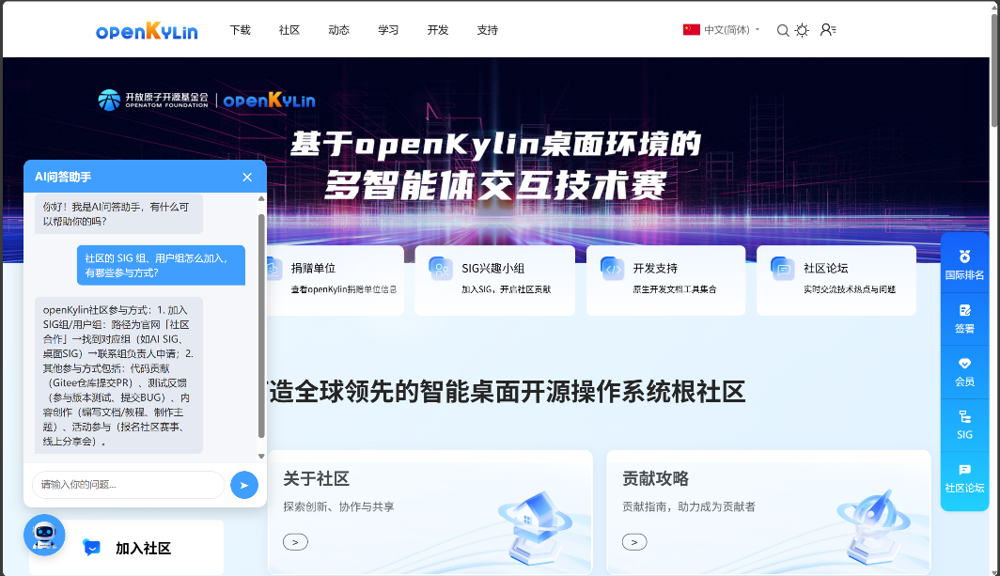 openKylin 下载 社区 动态 学习 开发 支持 中文(简体)
开放原子开源基金会
OPENATOM FOUNDATION
openKylin
基于openKylin桌面环境的
多智能体交互技术赛
AI问答助手
你好！我是AI问答助手，有什么可
以帮助你的吗？
社区的 SIG 组、用户组怎么加入，
有哪些参与方式？
openKylin社区参与方式：1. 加入
SIG组/用户组：路径为官网「社区
合作」→找到对应组（如AI SIG、
桌面SIG）→联系组负责人申请；2.
其他参与方式包括：代码贡献
（Gitee仓库提交PR）、测试反馈
（参与版本测试、提交BUG）、内
容创作（编写文档/教程、制作主
题）、活动参与（报名社区赛事、
线上分享会）。
请输入你的问题...
捐赠单位
查看openKylin捐赠单位信息
SIG兴趣小组
加入SIG，开启社区贡献
开发支持
原生开发文档工具集合
社区论坛
实时交流技术热点与问题
国际排名
签署
会员
SIG
社区论坛
造全球领先的智能桌面开源操作系统根社区
关于社区
探索创新、协作与共享
>
贡献攻略
贡献指南，助力成为贡献者
>
加入社区